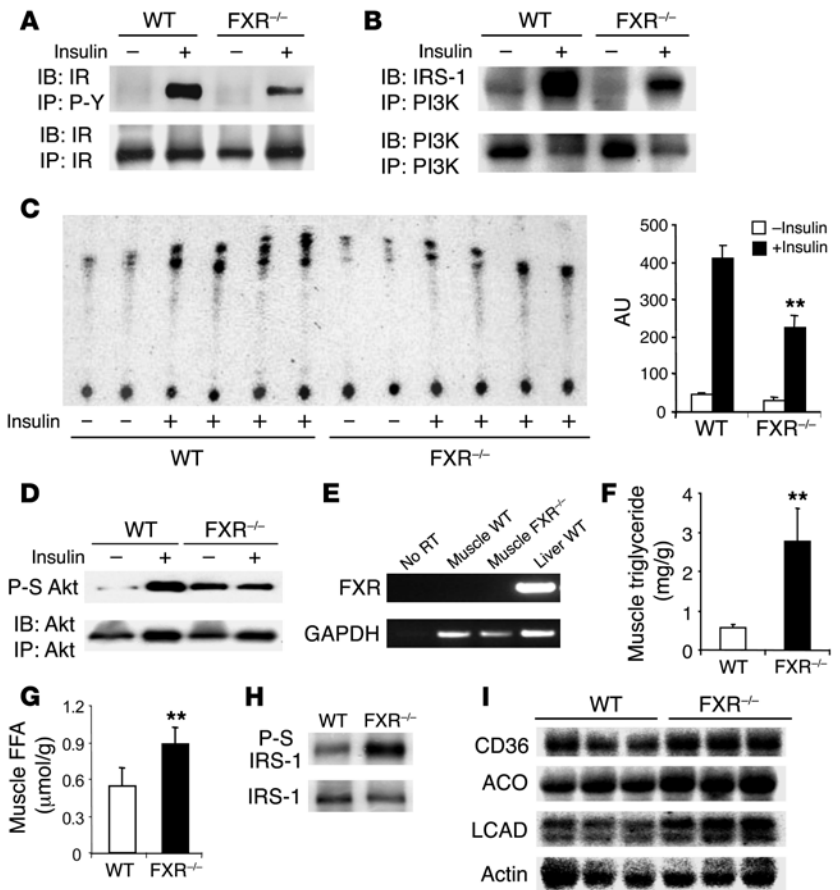 A
WT FXR–/–
Insulin – + – +
IB: IR
IP: P-Y
IB: IR
IP: IR
B
WT FXR–/–
Insulin – + – +
IB: IRS-1
IP: PI3K
IB: PI3K
IP: PI3K
C
Insulin – – + + + + – – + + + +
WT FXR–/–
500
400
300
200
100
0
AU
–Insulin
+Insulin
**
WT FXR–/–
D
WT FXR–/–
Insulin – + – +
P-S Akt
IB: Akt
IP: Akt
E
No RT Muscle WT Muscle FXR–/– Liver WT
FXR
GAPDH
F
Muscle triglyceride
(mg/g)
4
3
2
1
0
**
WT FXR–/–
G
Muscle FFA
(μmol/g)
1.2
0.9
0.6
0.3
0
**
WT FXR–/–
H
WT FXR–/–
P-S
IRS-1
IRS-1
I
WT FXR–/–
CD36
ACO
LCAD
Actin